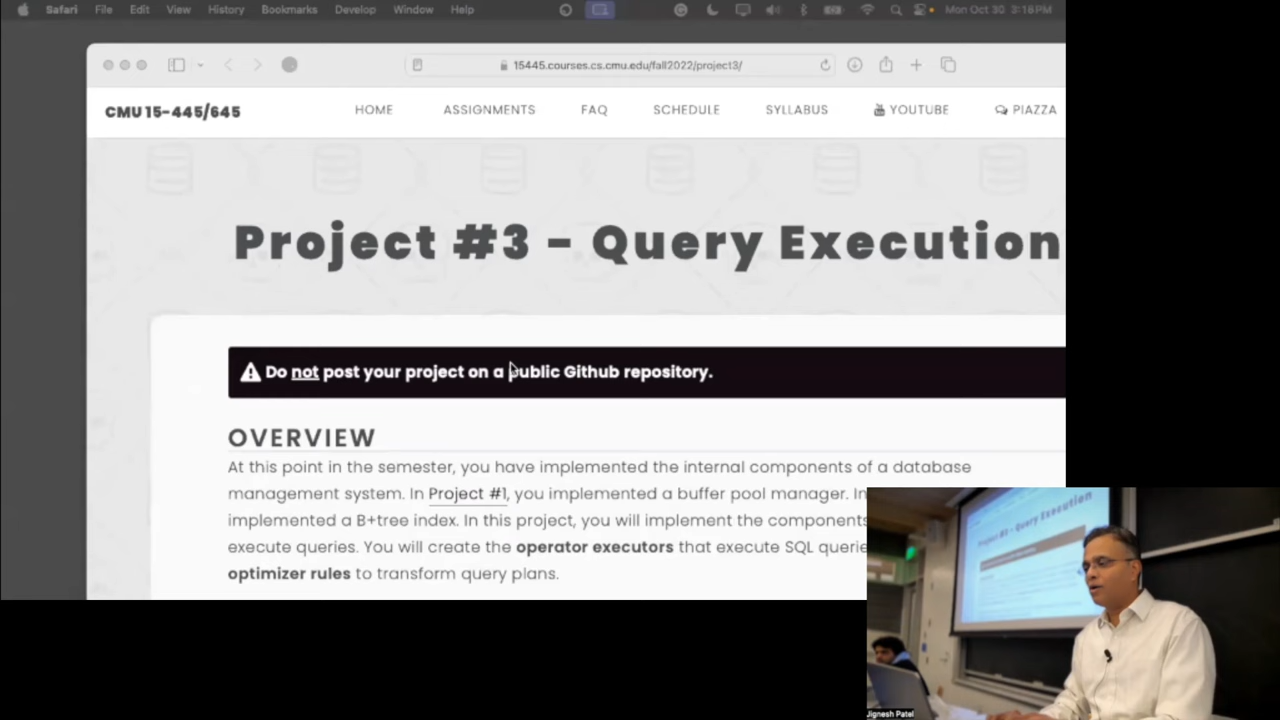 Safari File Edit View History Bookmarks Develop Window Help Mon Oct 30 3:18 PM
15445.courses.cs.cmu.edu/fall2022/project3/
CMU 15-445/645 HOME ASSIGNMENTS FAQ SCHEDULE SYLLABUS YOUTUBE PIAZZA
Project #3 - Query Execution
Do not post your project on a public Github repository.
OVERVIEW
At this point in the semester, you have implemented the internal components of a database
management system. In Project #1, you implemented a buffer pool manager. In
implemented a B+tree index. In this project, you will implement the components
execute queries. You will create the operator executors that execute SQL querie
optimizer rules to transform query plans.
Project #3 - Query Execution
Jignesh Patel